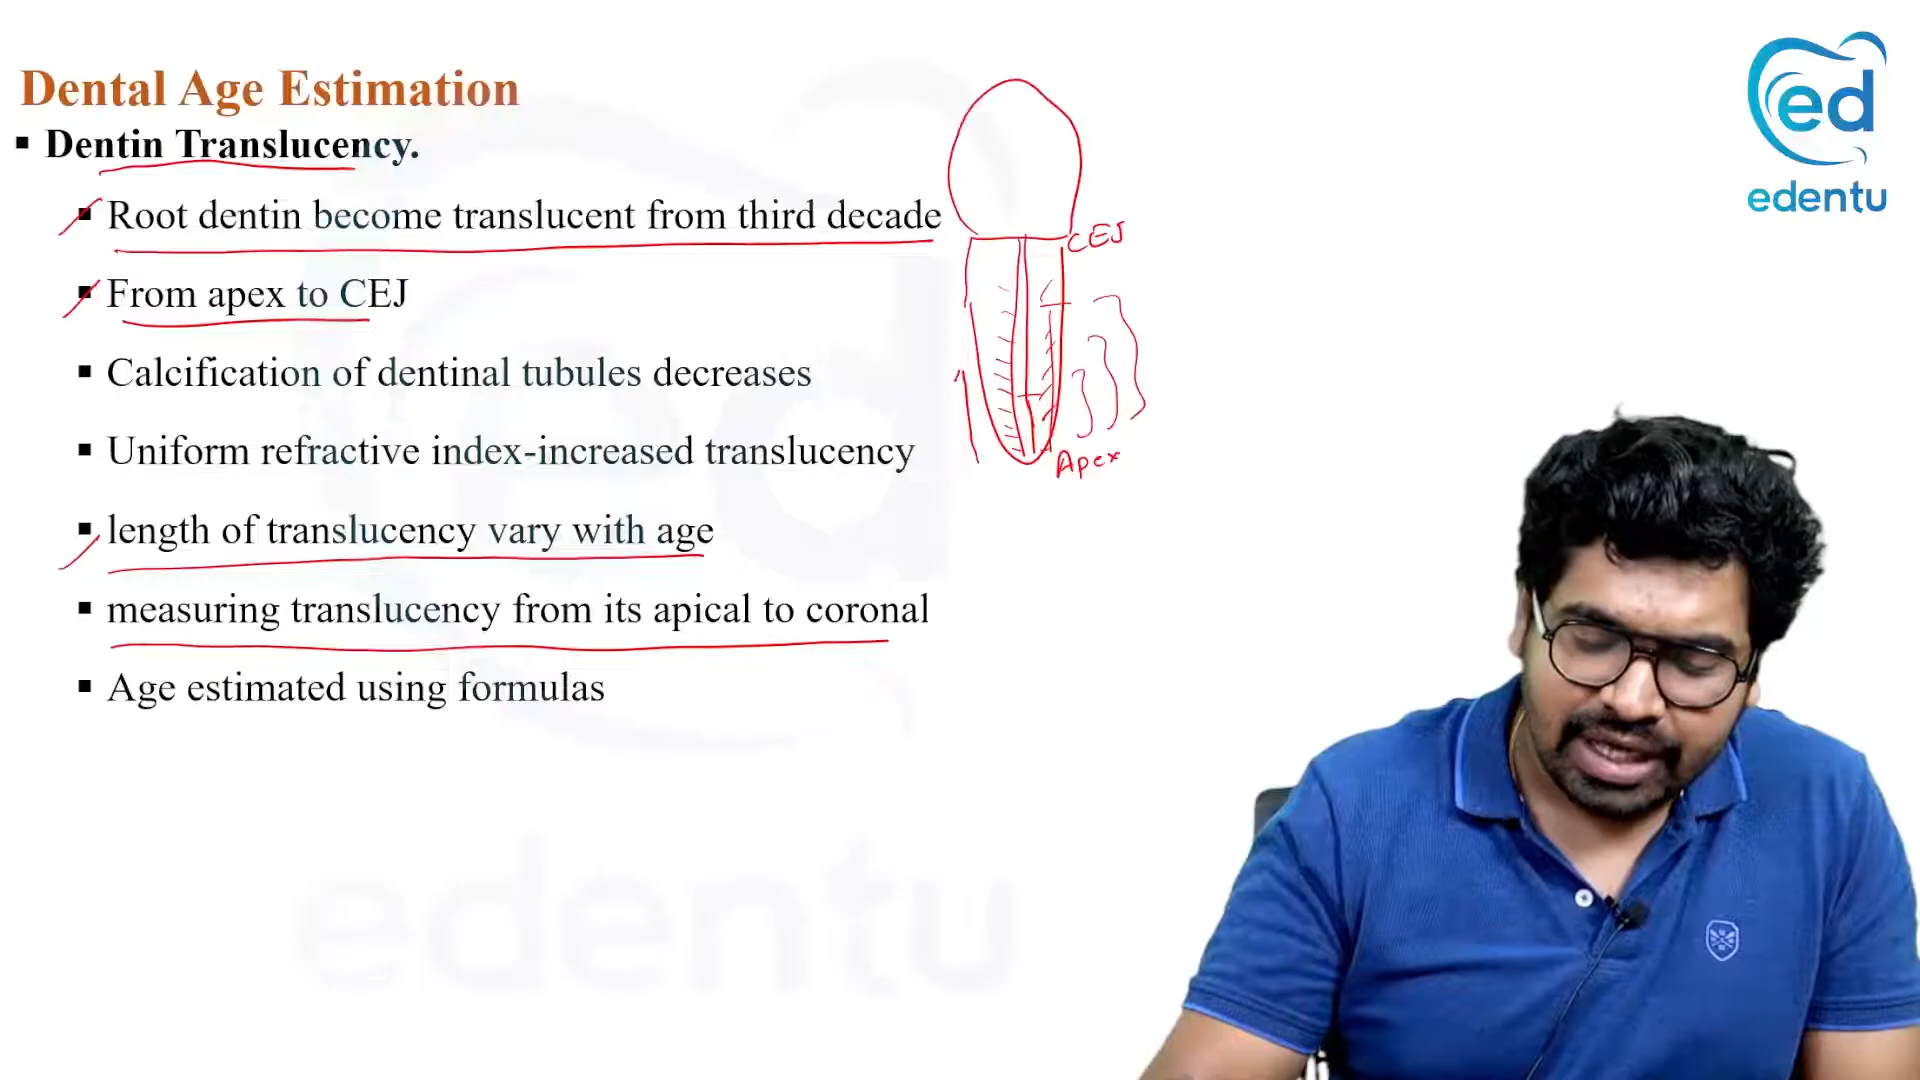 Dental Age Estimation
▪ Dentin Translucency.
▪ Root dentin become translucent from third decade
▪ From apex to CEJ
▪ Calcification of dentinal tubules decreases
▪ Uniform refractive index-increased translucency
▪ length of translucency vary with age
▪ measuring translucency from its apical to coronal
▪ Age estimated using formulas
CEJ
Apex
ed
edentu
ed
edentu